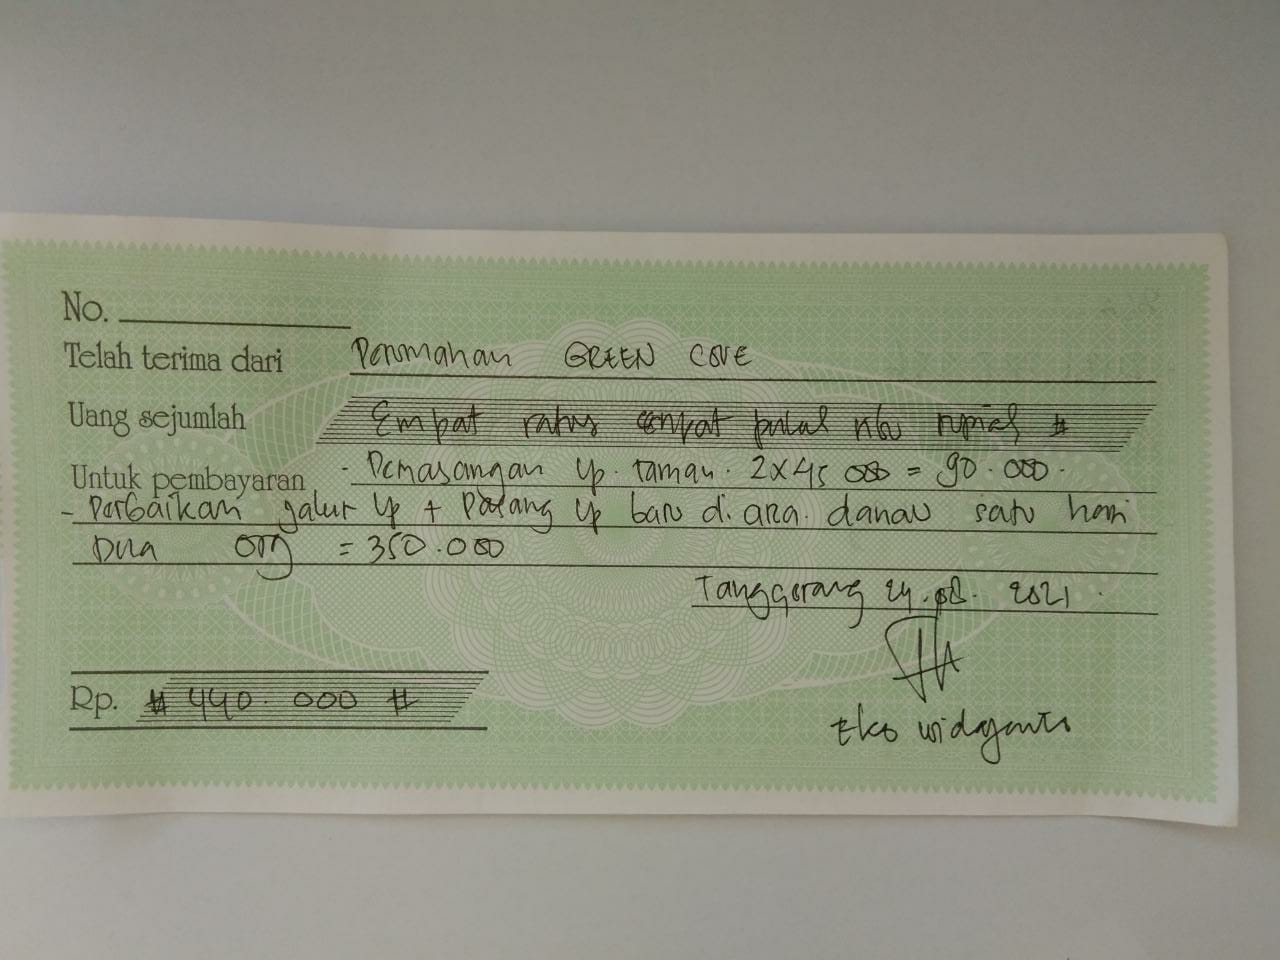 No.
Telah terima dari Perumahan GREEN COVE
Uang sejumlah Empat ratus empat puluh ribu rupiah #
Untuk pembayaran - Pemasangan Lp. taman. 2x45 000 = 90.000.
- Perbaikan jalur Lp + Pasang Lp baru di area. danau satu hari
Dua org = 350.000
Tanggerang 24.08. 2021.
Rp. # 440.000 #
Eko widayanto